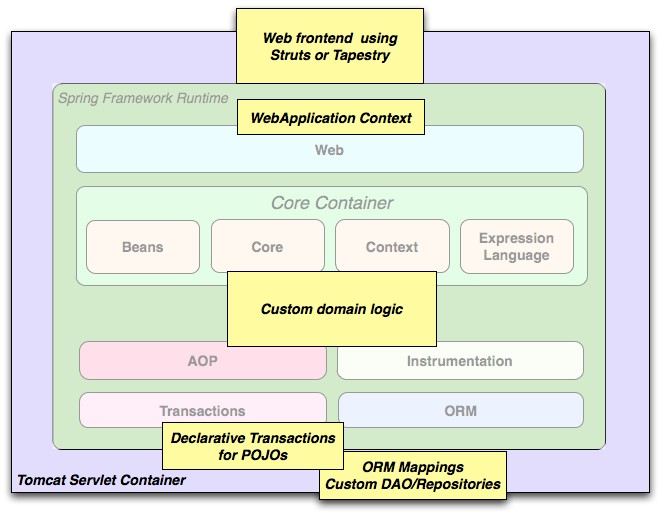 Web frontend using
Struts or Tapestry
Spring Framework Runtime
WebApplication Context
Web
Core Container
Beans
Core
Context
Expression
Language
Custom domain logic
AOP
Instrumentation
Transactions
ORM
Declarative Transactions
for POJOs
ORM Mappings
Custom DAO/Repositories
Tomcat Servlet Container